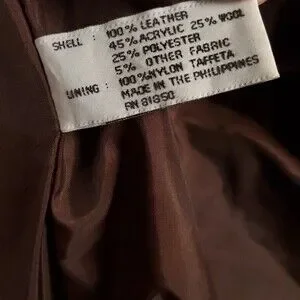 SHELL : 100% LEATHER
45% ACRYLIC 25% WOOL
25% POLYESTER
5% OTHER FABRIC
LINING : 100% NYLON TAFFETA
MADE IN THE PHILIPPINES
RN 81850